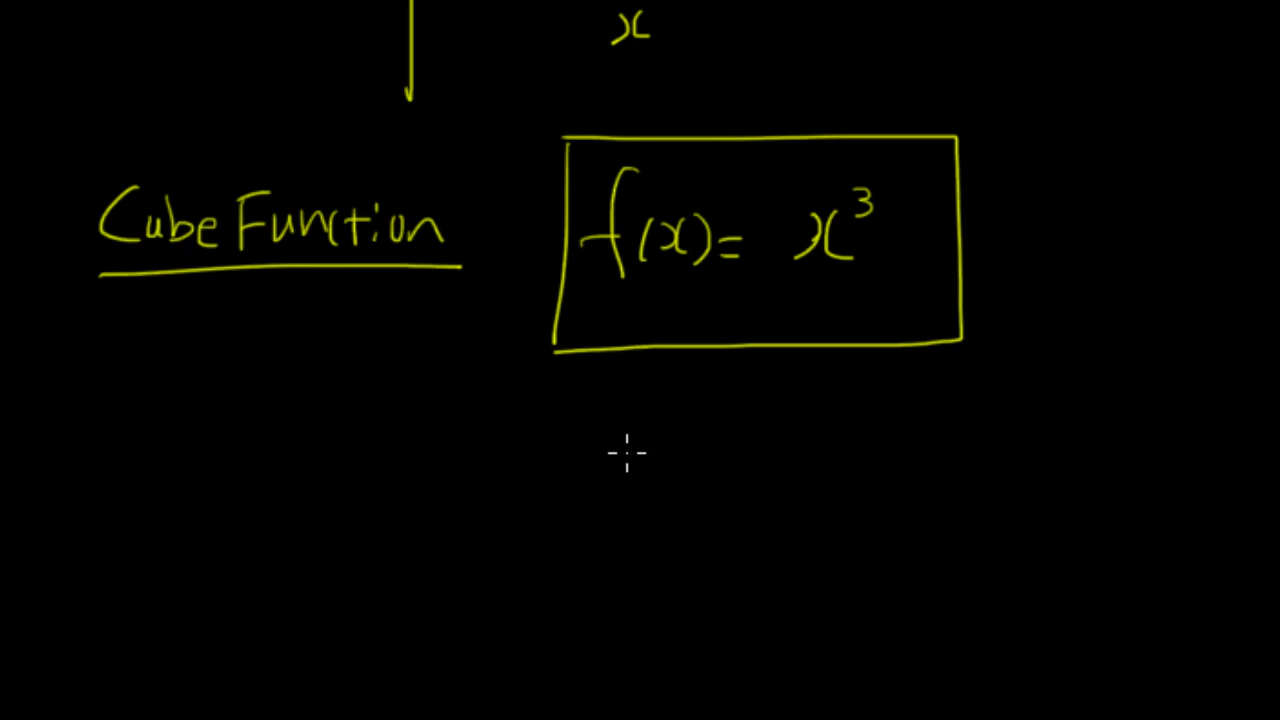 x
Cube Function f(x) = x³